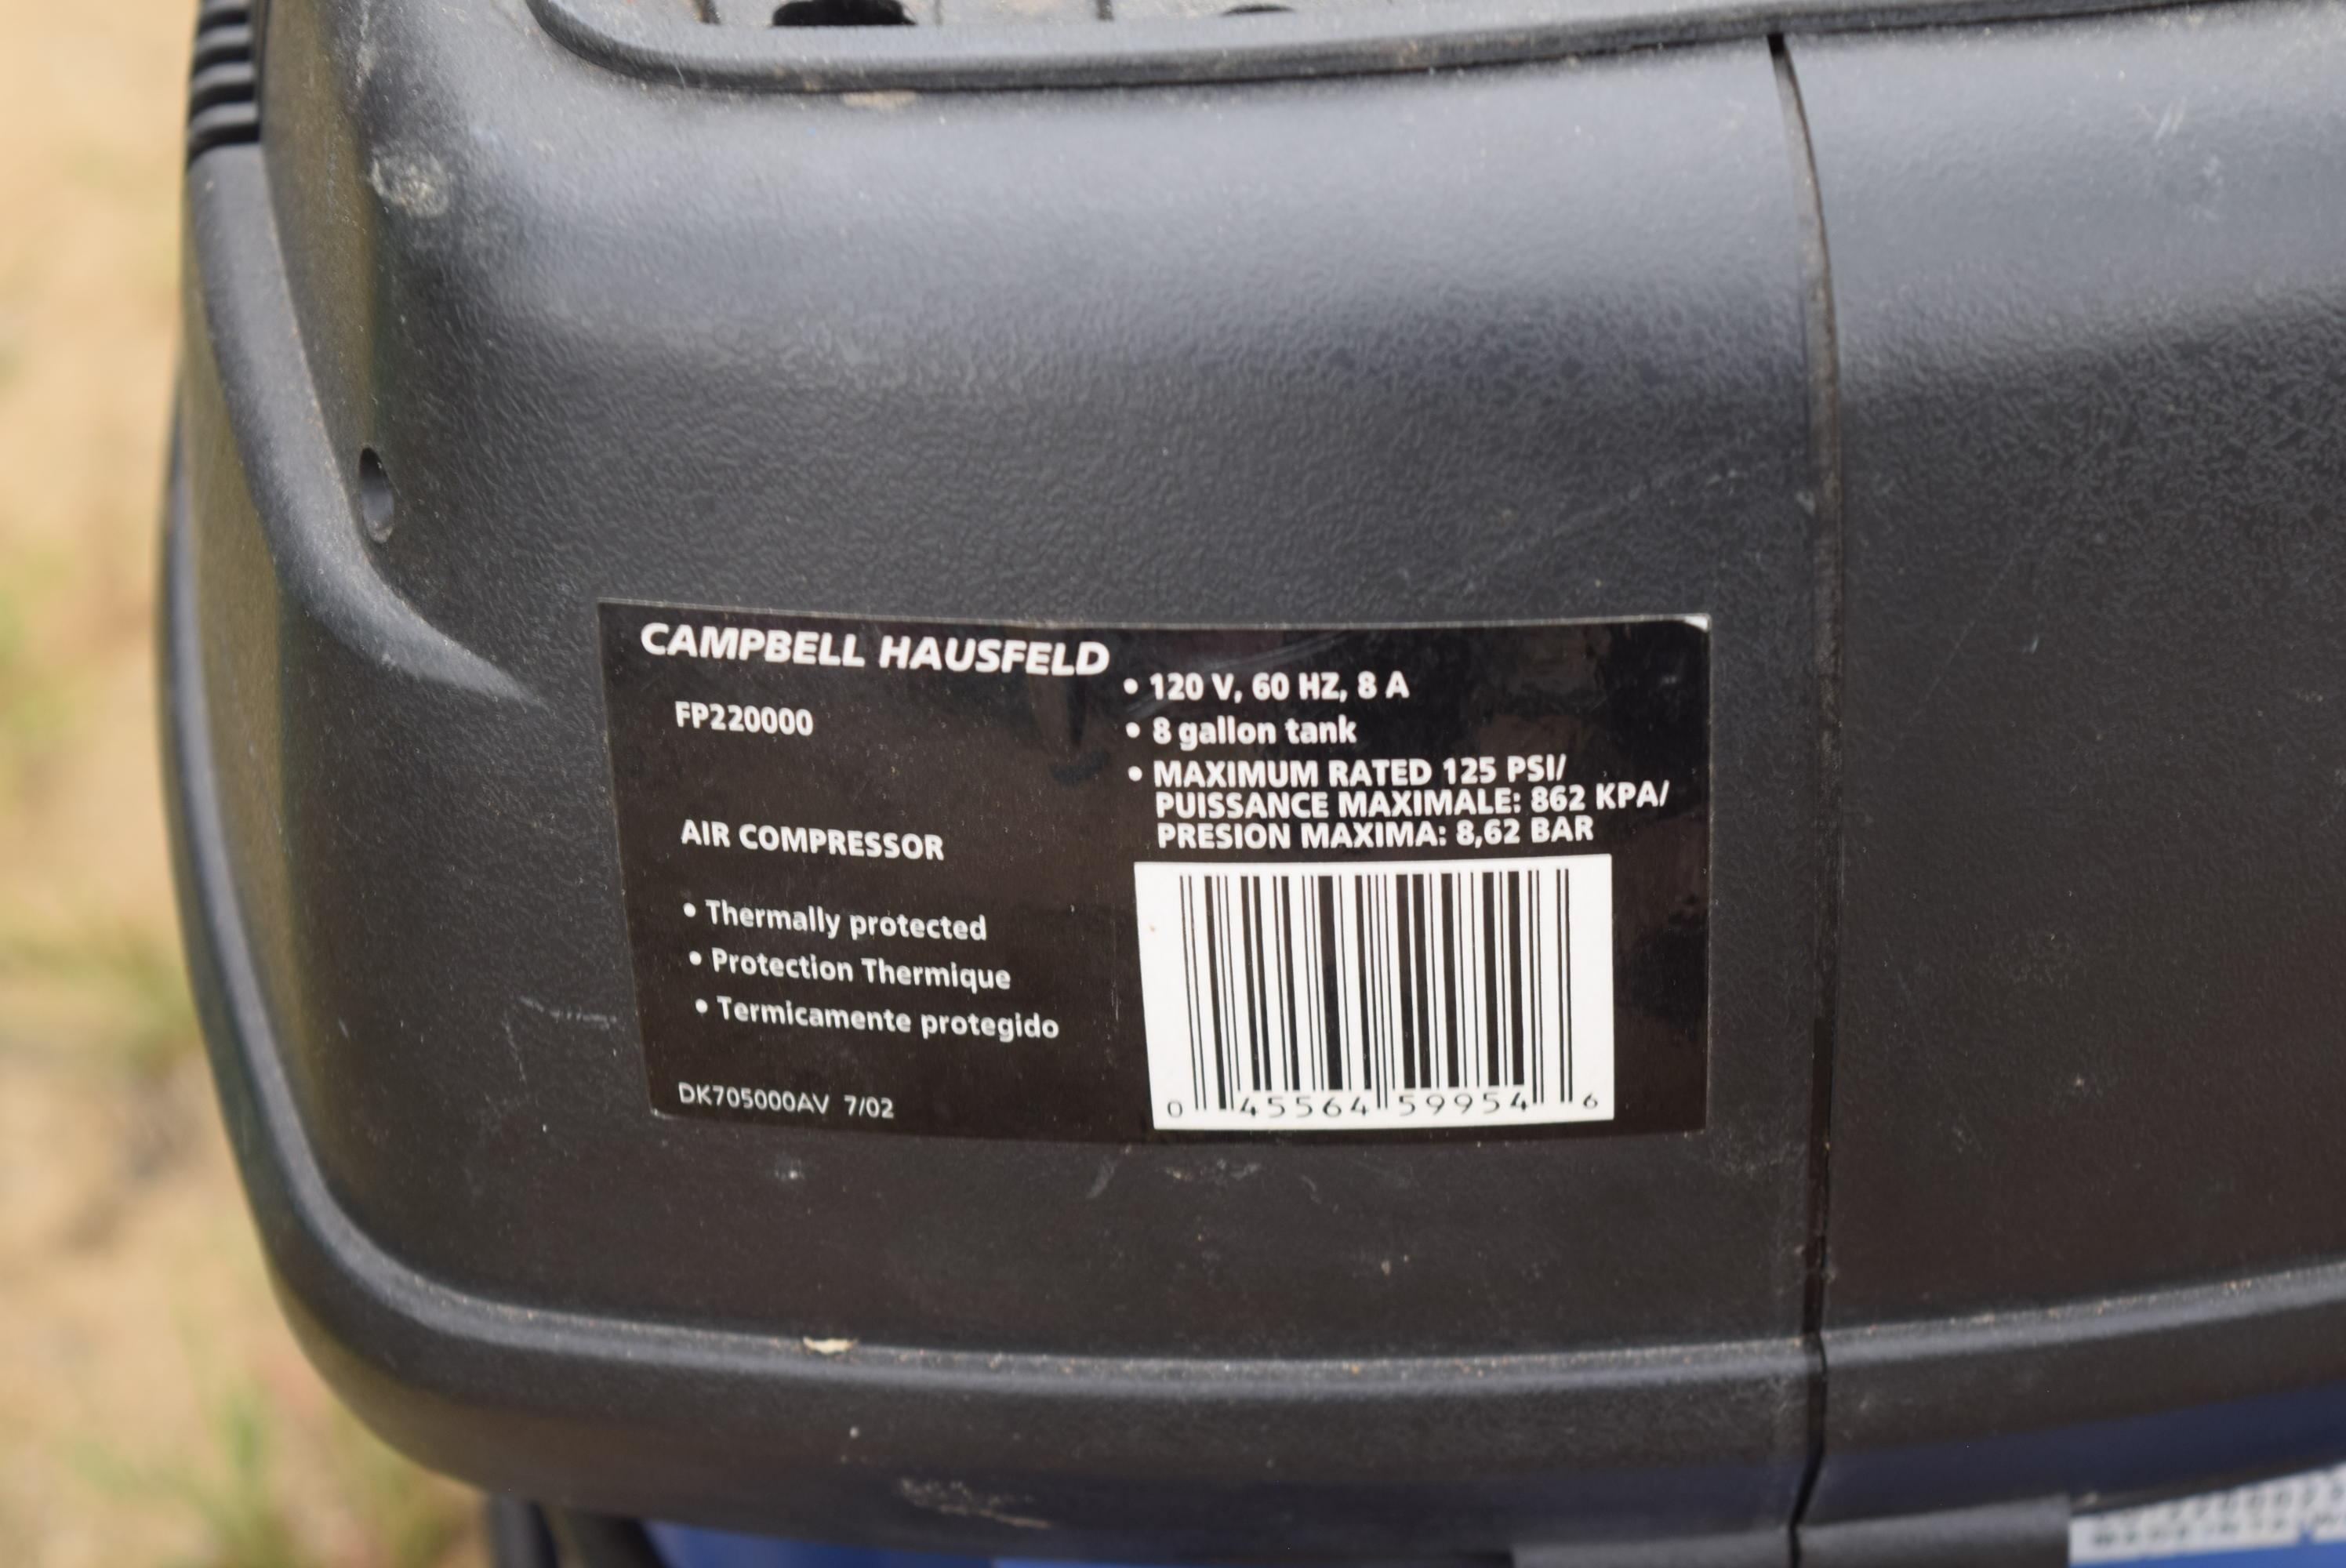 CAMPBELL HAUSFELD
FP220000
AIR COMPRESSOR
• Thermally protected
• Protection Thermique
• Termicamente protegido
DK705000AV 7/02
• 120 V, 60 HZ, 8 A
• 8 gallon tank
• MAXIMUM RATED 125 PSI/
PUISSANCE MAXIMALE: 862 KPA/
PRESION MAXIMA: 8,62 BAR
0 45564 59954 6